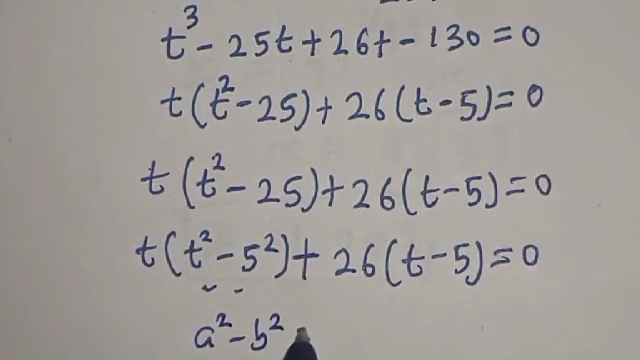 t³ - 25t + 26t - 130 = 0
t(t² - 25) + 26(t - 5) = 0
t(t² - 25) + 26(t - 5) = 0
t(t² - 5²) + 26(t - 5) = 0
a² - b²